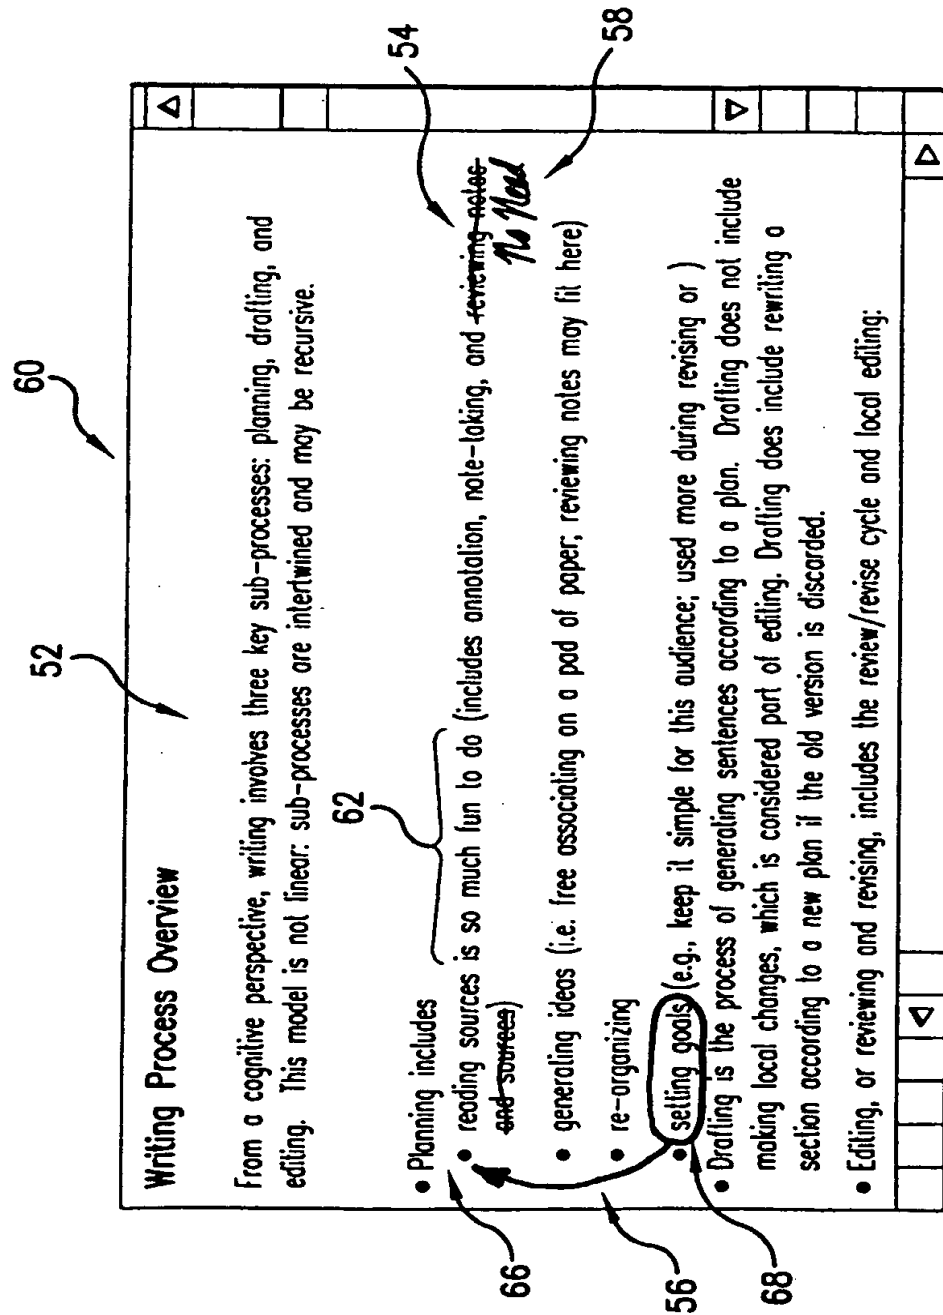 60
52
54
58
Writing Process Overview
From a cognitive perspective, writing involves three key sub-processes: planning, drafting, and
editing. This model is not linear: sub-processes are intertwined and may be recursive.
62
• Planning includes
• reading sources is so much fun to do (includes annotation, note-taking, and reviewing notes
and sources)
No Need
• generating ideas (i.e. free associating on a pad of paper; reviewing notes may fit here)
• re-organizing
• setting goals (e.g., keep it simple for this audience; used more during revising or )
• Drafting is the process of generating sentences according to a plan. Drafting does not include
making local changes, which is considered part of editing. Drafting does include rewriting a
section according to a new plan if the old version is discarded.
• Editing, or reviewing and revising, includes the review/revise cycle and local editing:
66
56
68